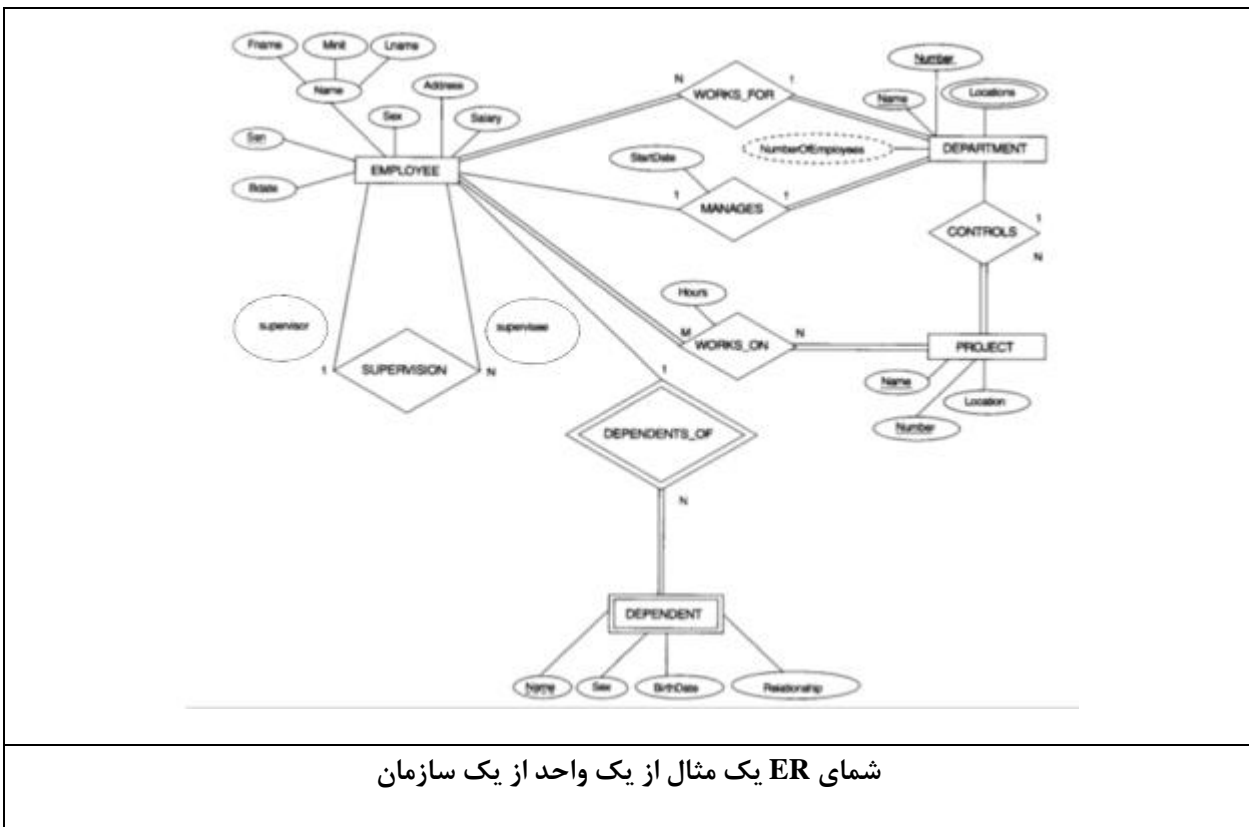 Fname Minit Lname
Number
Address
N WORKS_FOR 1
Locations
Name
Name
Sex
Salary
Ssn
NumberOfEmployees
DEPARTMENT
StartDate
EMPLOYEE
Bdate
1 MANAGES 1
CONTROLS 1
N
Hours
supervisor
supervisee
M WORKS_ON N
PROJECT
1 SUPERVISION N
1
Name
Location
Number
DEPENDENTS_OF
N
DEPENDENT
Name Sex BirthDate Relationship
شمای ER یک مثال از یک واحد از یک سازمان